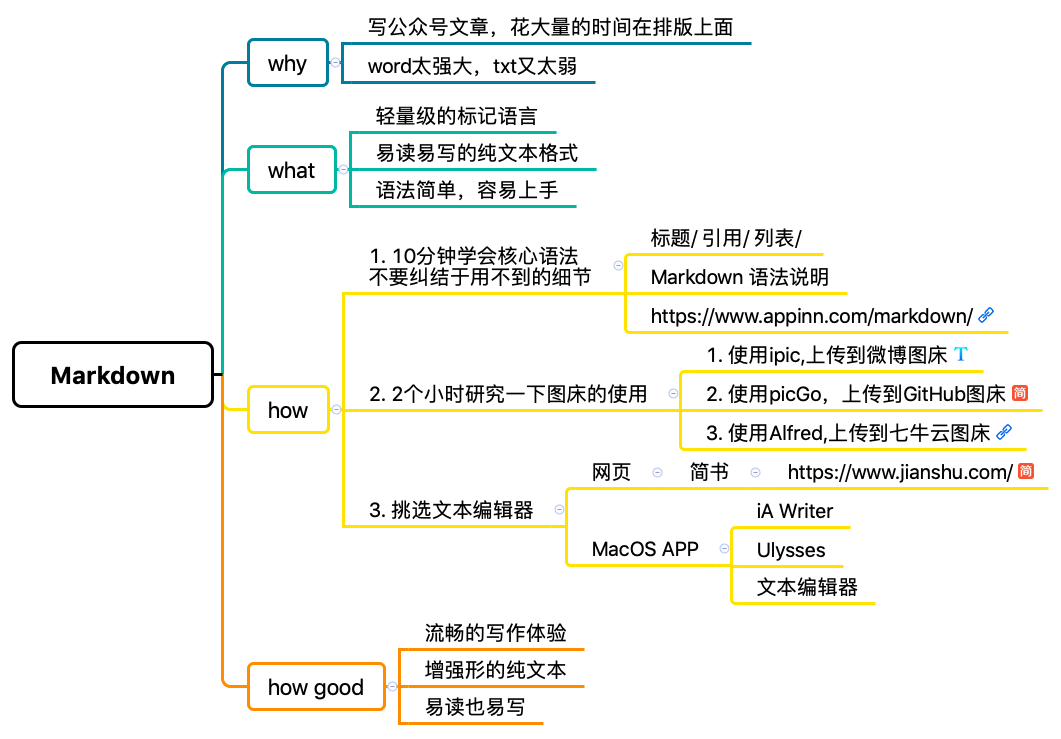 Markdown
why
写公众号文章，花大量的时间在排版上面
word太强大，txt又太弱
what
轻量级的标记语言
易读易写的纯文本格式
语法简单，容易上手
how
1. 10分钟学会核心语法
不要纠结于用不到的细节
标题/ 引用/ 列表/
Markdown 语法说明
https://www.appinn.com/markdown/
2. 2个小时研究一下图床的使用
1. 使用ipic,上传到微博图床 T
2. 使用picGo，上传到GitHub图床 简
3. 使用Alfred,上传到七牛云图床
3. 挑选文本编辑器
网页 简书 https://www.jianshu.com/ 简
MacOS APP
iA Writer
Ulysses
文本编辑器
how good
流畅的写作体验
增强形的纯文本
易读也易写